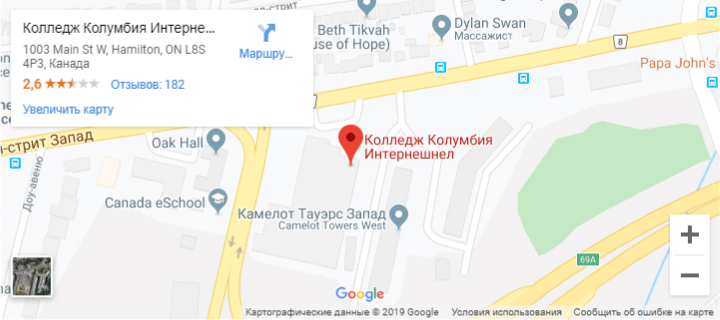 Колледж Колумбия Интерне...
1003 Main St W, Hamilton, ON L8S
4P3, Канада
2,6
Отзывов: 182
Увеличить карту
Маршру...
-стрит
Beth Tikvah
use of Hope)
Dylan Swan
Массажист
8
Papa John's
н-стрит Запад
Oak Hall
Колледж Колумбия
Интернешнел
Доу-авеню
Canada eSchool
Камелот Тауэрс Запад
Camelot Towers West
69A
+
−
Google
Картографические данные © 2019 Google
Условия использования
Сообщить об ошибке на карте